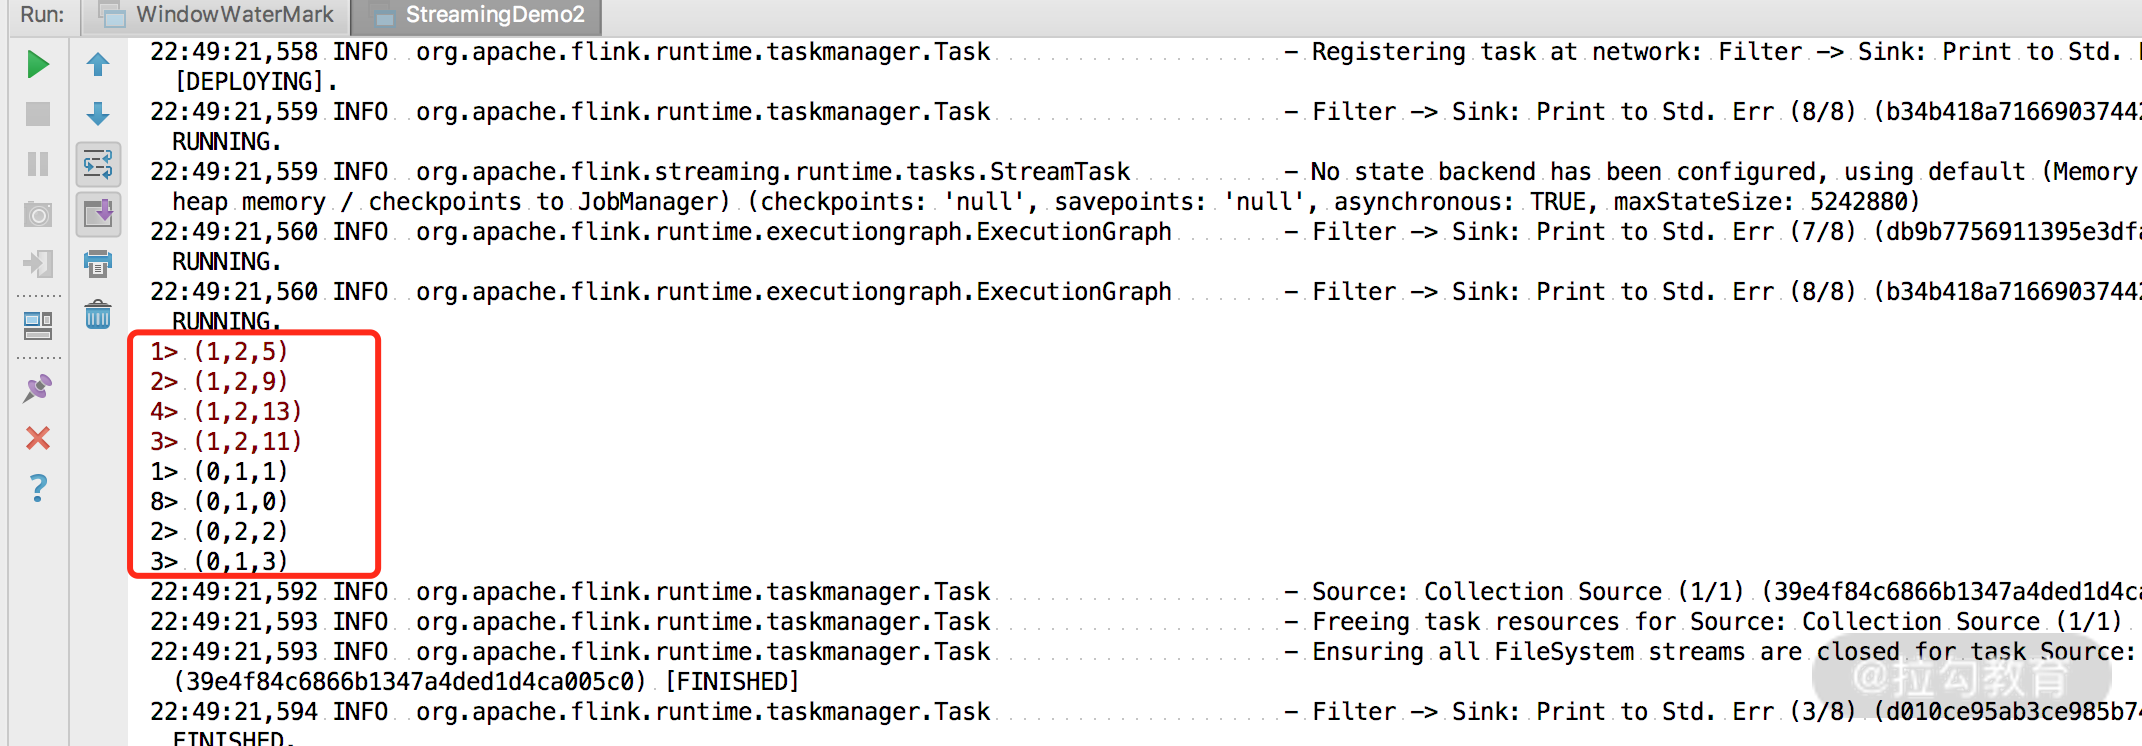 Run: WindowWaterMark StreamingDemo2
22:49:21,558 INFO org.apache.flink.runtime.taskmanager.Task - Registering task at network: Filter -> Sink: Print to Std.
[DEPLOYING].
22:49:21,559 INFO org.apache.flink.runtime.taskmanager.Task - Filter -> Sink: Print to Std. Err (8/8) (b34b418a7166903744
RUNNING.
22:49:21,559 INFO org.apache.flink.streaming.runtime.tasks.StreamTask - No state backend has been configured, using default (Memory
heap memory / checkpoints to JobManager) (checkpoints: 'null', savepoints: 'null', asynchronous: TRUE, maxStateSize: 5242880)
22:49:21,560 INFO org.apache.flink.runtime.executiongraph.ExecutionGraph - Filter -> Sink: Print to Std. Err (7/8) (db9b7756911395e3df
RUNNING.
22:49:21,560 INFO org.apache.flink.runtime.executiongraph.ExecutionGraph - Filter -> Sink: Print to Std. Err (8/8) (b34b418a7166903744
RUNNING.
1> (1,2,5)
2> (1,2,9)
4> (1,2,13)
3> (1,2,11)
1> (0,1,1)
8> (0,1,0)
2> (0,2,2)
3> (0,1,3)
22:49:21,592 INFO org.apache.flink.runtime.taskmanager.Task - Source: Collection Source (1/1) (39e4f84c6866b1347a4ded1d4c
22:49:21,593 INFO org.apache.flink.runtime.taskmanager.Task - Freeing task resources for Source: Collection Source (1/1)
22:49:21,593 INFO org.apache.flink.runtime.taskmanager.Task - Ensuring all FileSystem streams are closed for task Source:
(39e4f84c6866b1347a4ded1d4ca005c0) [FINISHED]
@拉勾教育
22:49:21,594 INFO org.apache.flink.runtime.taskmanager.Task - Filter -> Sink: Print to Std. Err (3/8) (d010ce95ab3ce985b7
FINISHED.